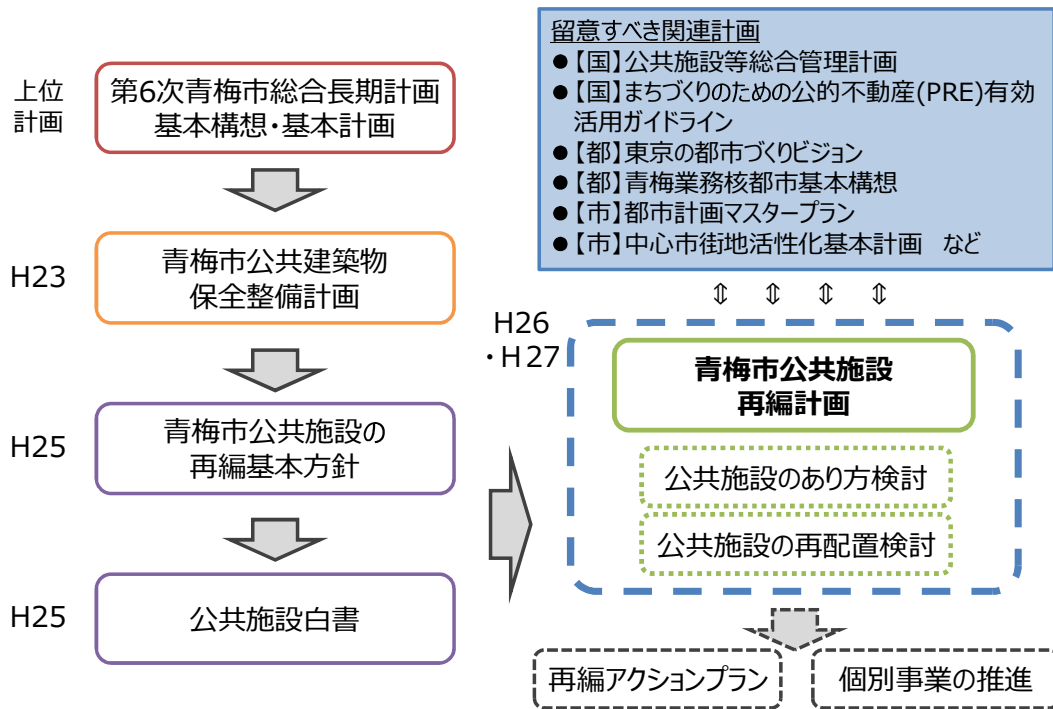 上位
計画
第6次青梅市総合長期計画
基本構想・基本計画
H23
青梅市公共建築物
保全整備計画
H25
青梅市公共施設の
再編基本方針
H25
公共施設白書
留意すべき関連計画
●【国】公共施設等総合管理計画
●【国】まちづくりのための公的不動産(PRE)有効
活用ガイドライン
●【都】東京の都市づくりビジョン
●【都】青梅業務核都市基本構想
●【市】都市計画マスタープラン
●【市】中心市街地活性化基本計画　など
⇕ ⇕ ⇕ ⇕
H26
・H27
青梅市公共施設
再編計画
公共施設のあり方検討
公共施設の再配置検討
再編アクションプラン
個別事業の推進